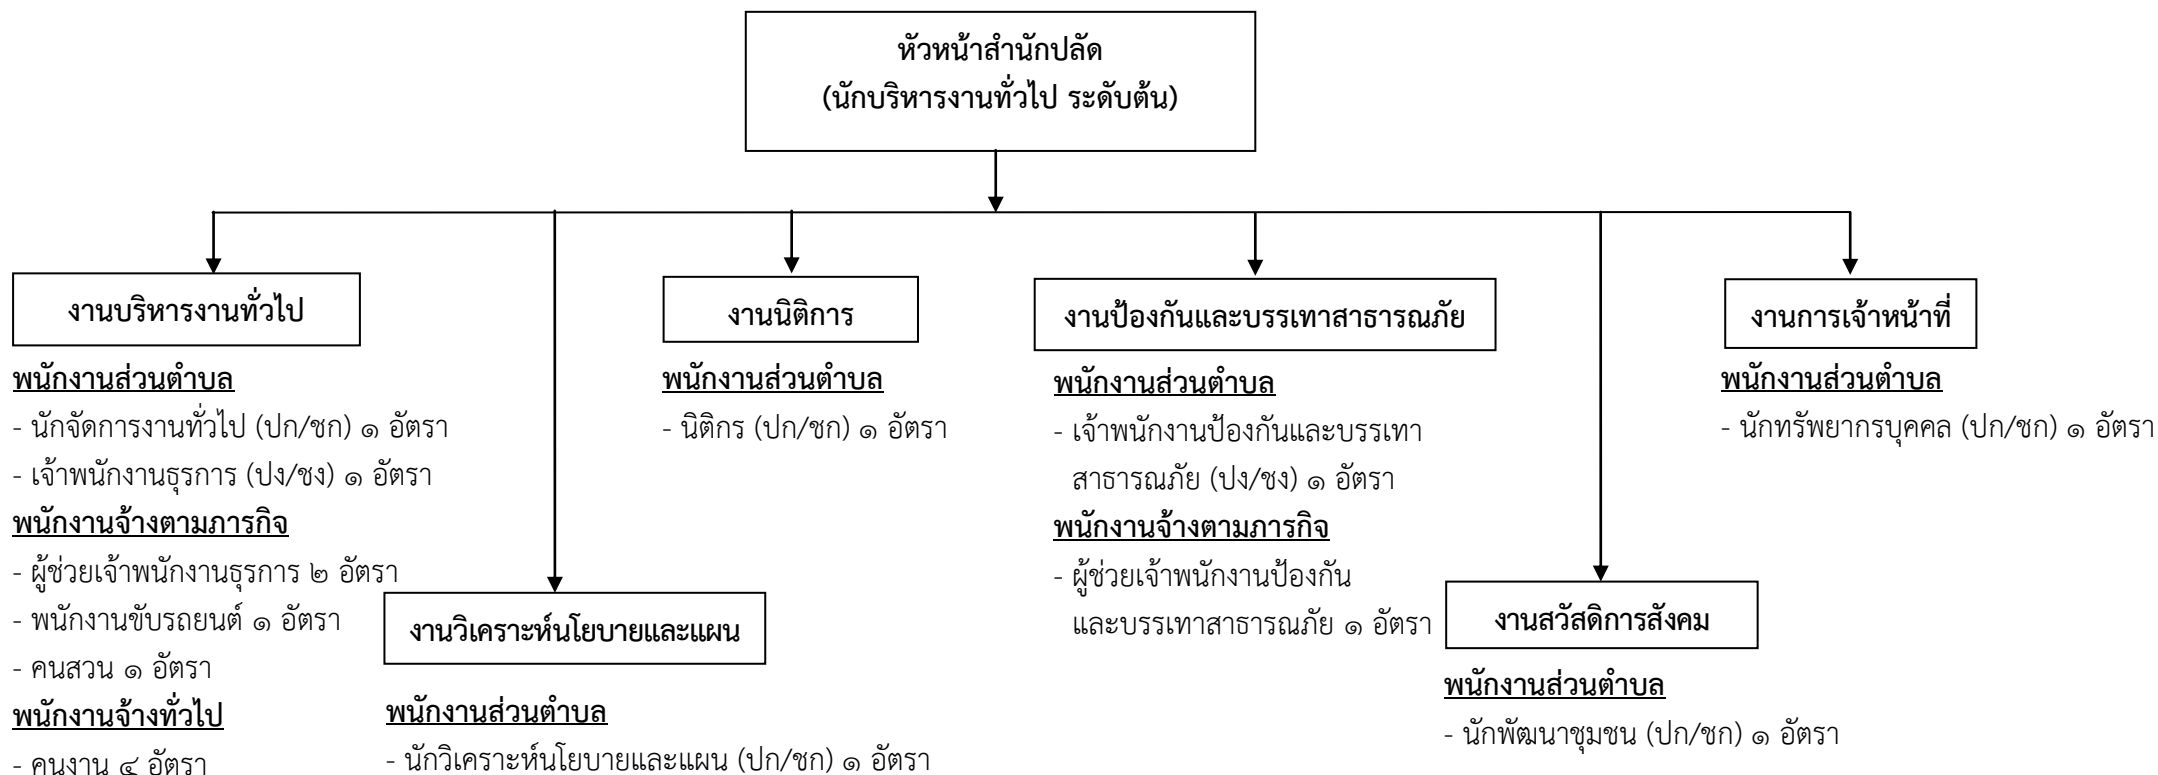 หัวหน้าสำนักปลัด
(นักบริหารงานทั่วไป ระดับต้น)
งานบริหารงานทั่วไป
พนักงานส่วนตำบล
- นักจัดการงานทั่วไป (ปก/ชก) ๑ อัตรา
- เจ้าพนักงานธุรการ (ปง/ชง) ๑ อัตรา
พนักงานจ้างตามภารกิจ
- ผู้ช่วยเจ้าพนักงานธุรการ ๒ อัตรา
- พนักงานขับรถยนต์ ๑ อัตรา
- คนสวน ๑ อัตรา
พนักงานจ้างทั่วไป
- คนงาน ๔ อัตรา
งานวิเคราะห์นโยบายและแผน
พนักงานส่วนตำบล
- นักวิเคราะห์นโยบายและแผน (ปก/ชก) ๑ อัตรา
งานนิติการ
พนักงานส่วนตำบล
- นิติกร (ปก/ชก) ๑ อัตรา
งานป้องกันและบรรเทาสาธารณภัย
พนักงานส่วนตำบล
- เจ้าพนักงานป้องกันและบรรเทา
สาธารณภัย (ปง/ชง) ๑ อัตรา
พนักงานจ้างตามภารกิจ
- ผู้ช่วยเจ้าพนักงานป้องกัน
และบรรเทาสาธารณภัย ๑ อัตรา
งานสวัสดิการสังคม
พนักงานส่วนตำบล
- นักพัฒนาชุมชน (ปก/ชก) ๑ อัตรา
งานการเจ้าหน้าที่
พนักงานส่วนตำบล
- นักทรัพยากรบุคคล (ปก/ชก) ๑ อัตรา